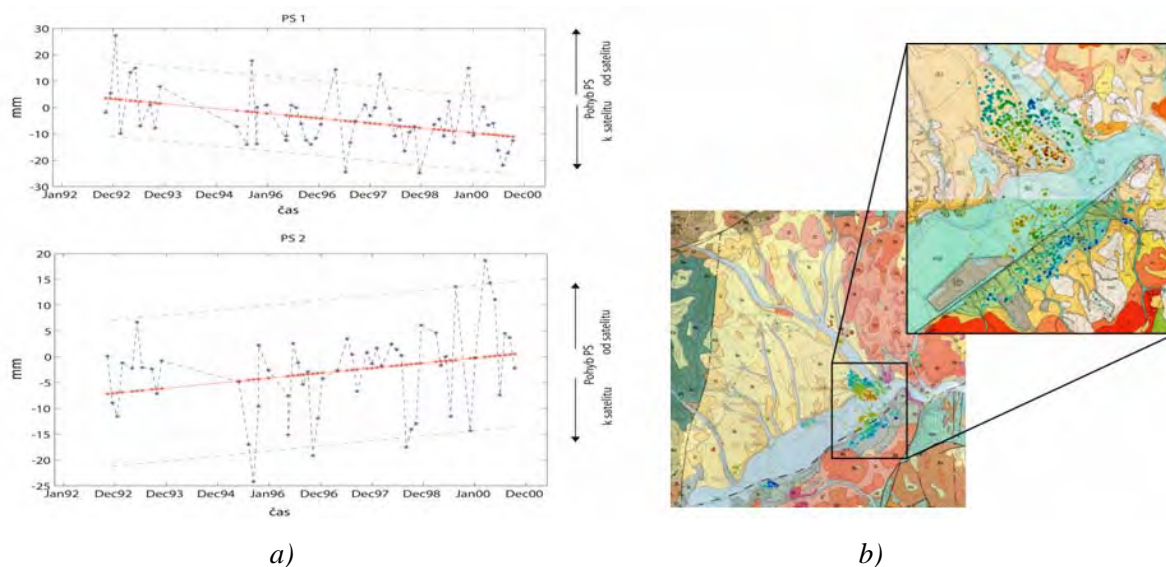 PS 1
30
20
10
0
-10
-20
-30
mm
Jan92 Dec92 Dec93 Dec94 Jan96 Dec96 Dec97 Dec98 Jan00 Dec00
čas
Pohyb PS
k satelitu od satelitu
PS 2
20
15
10
5
0
-5
-10
-15
-20
-25
mm
Jan92 Dec92 Dec93 Dec94 Jan96 Dec96 Dec97 Dec98 Jan00 Dec00
čas
Pohyb PS
k satelitu od satelitu
a) b)